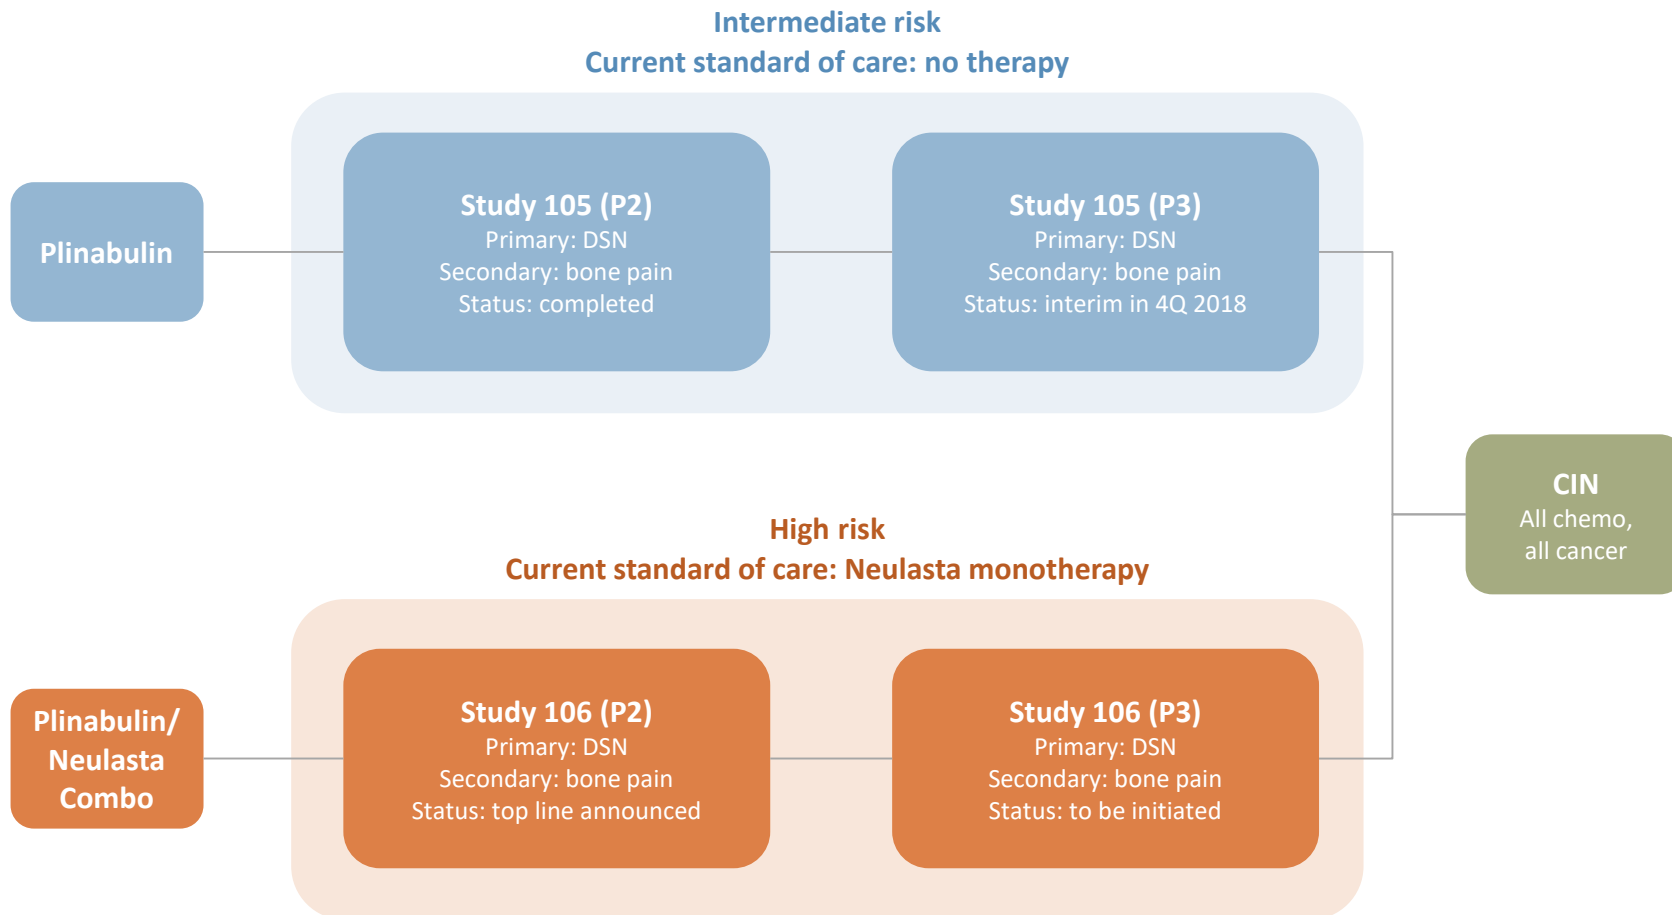 Intermediate risk
Current standard of care: no therapy
Plinabulin
Study 105 (P2)
Primary: DSN
Secondary: bone pain
Status: completed
Study 105 (P3)
Primary: DSN
Secondary: bone pain
Status: interim in 4Q 2018
CIN
All chemo,
all cancer
High risk
Current standard of care: Neulasta monotherapy
Plinabulin/
Neulasta
Combo
Study 106 (P2)
Primary: DSN
Secondary: bone pain
Status: top line announced
Study 106 (P3)
Primary: DSN
Secondary: bone pain
Status: to be initiated